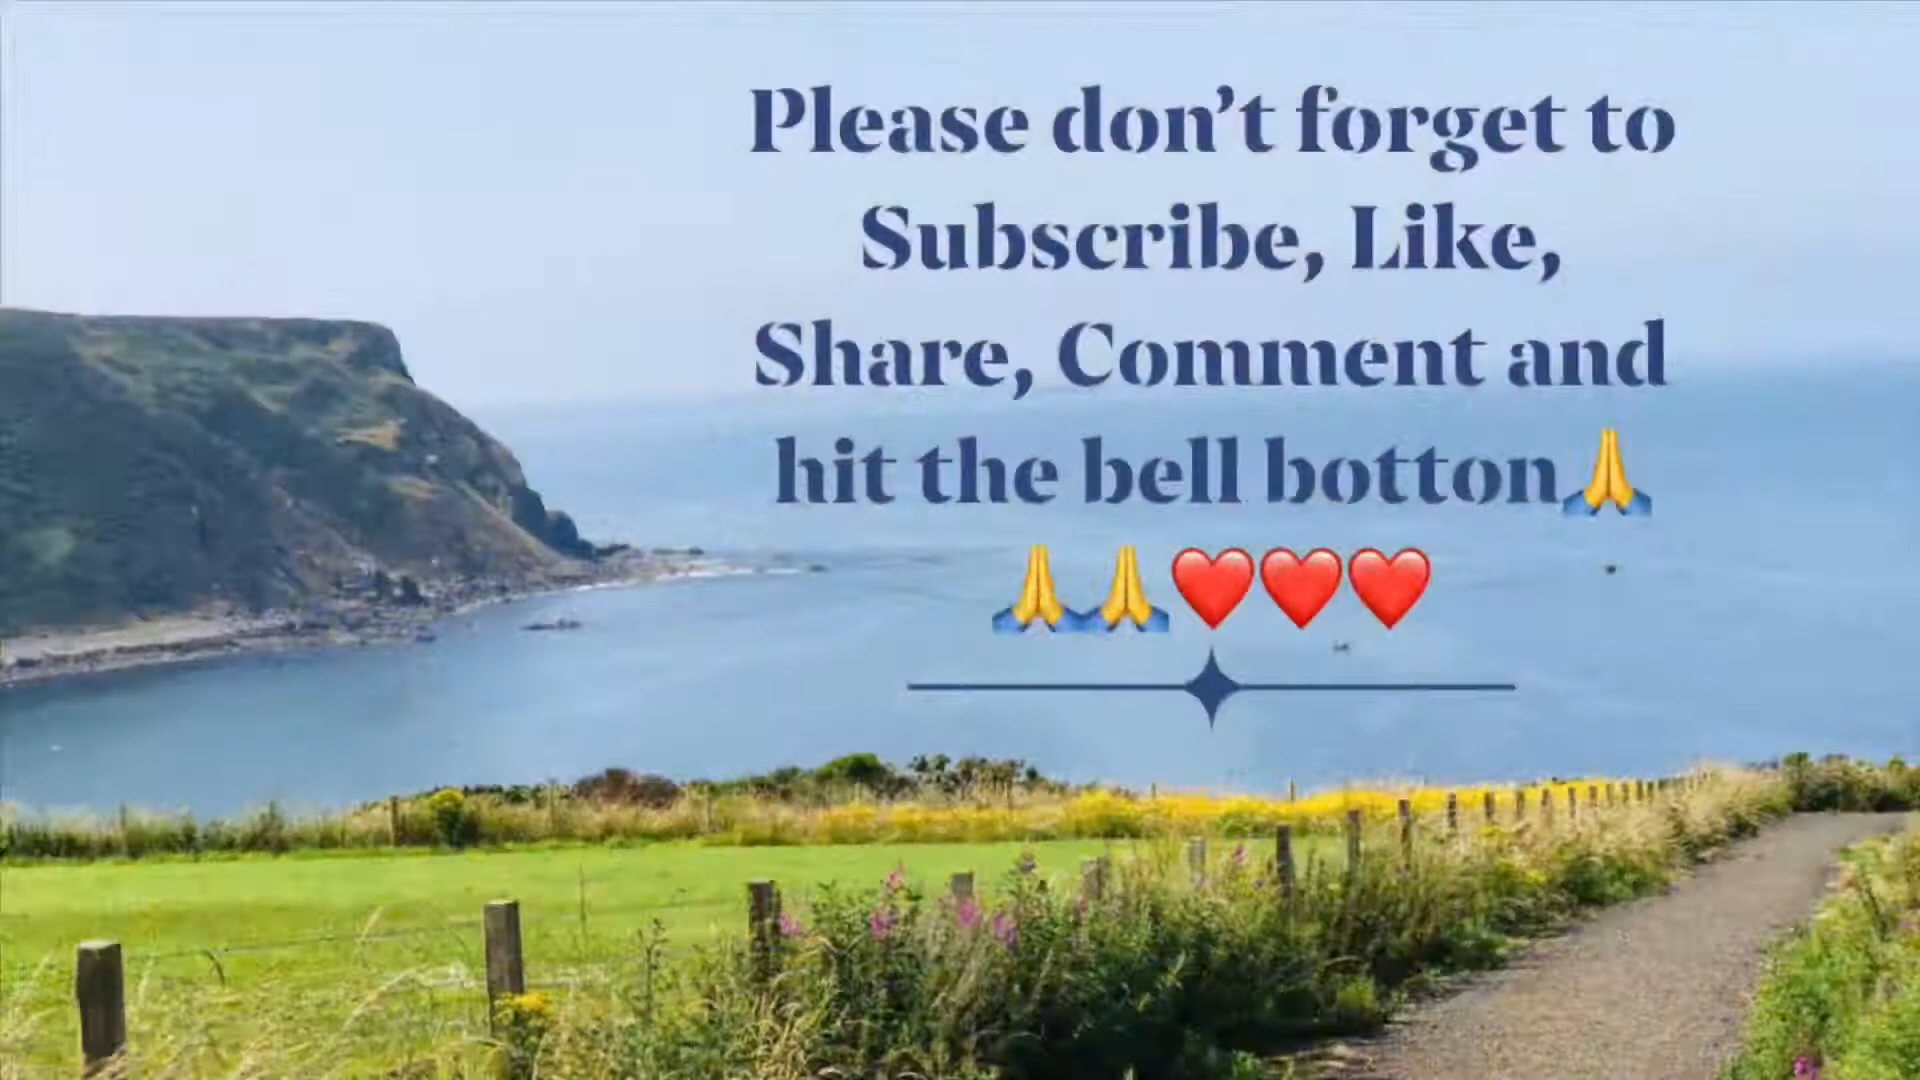 Please don’t forget to
Subscribe, Like,
Share, Comment and
hit the bell botton🙏
🙏🙏❤️❤️❤️